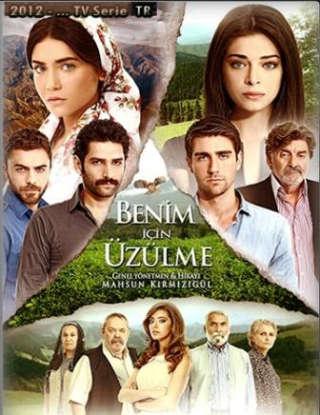 2012 - ... TV Serie TR
BENİM
İÇİN
ÜZÜLME
GENEL YÖNETMEN & HİKAYE
MAHSUN KIRMIZIGÜL